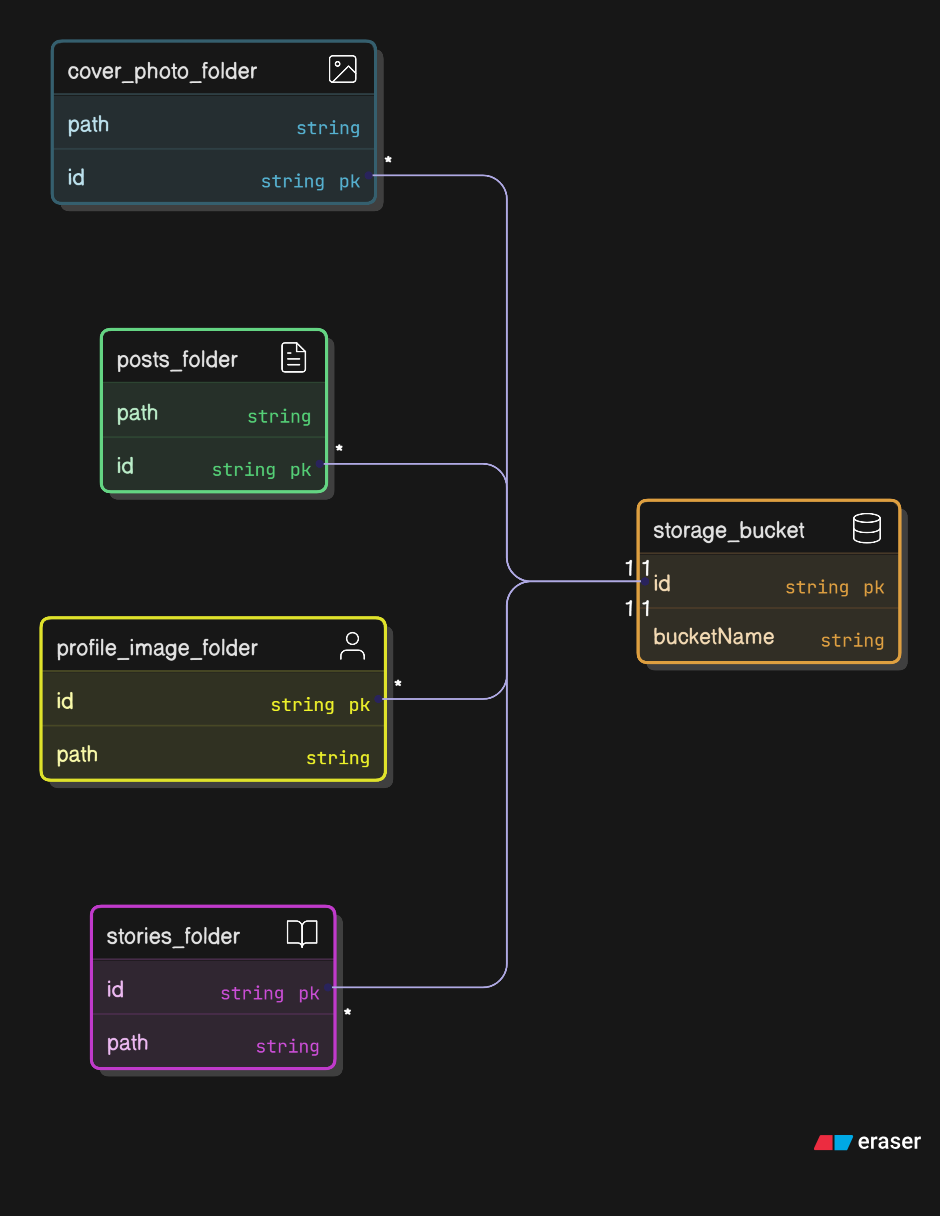 cover_photo_folder
path string
*
id string pk
posts_folder
path string
*
id string pk
storage_bucket
1 1
id string pk
1 1
bucketName string
profile_image_folder
*
id string pk
path string
stories_folder
id string pk
*
path string
eraser